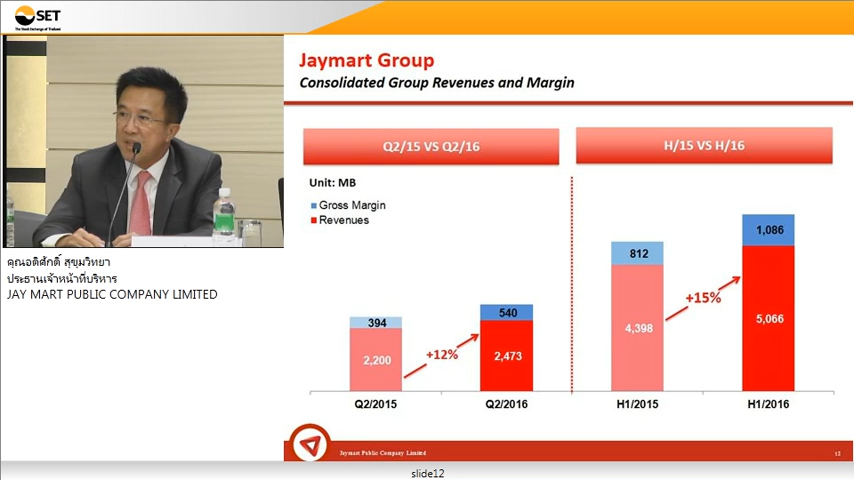 SET
The Stock Exchange of Thailand
Jaymart Group
Consolidated Group Revenues and Margin
Q2/15 VS Q2/16
H/15 VS H/16
Unit: MB
Gross Margin
Revenues
394
2,200
+12%
540
2,473
812
4,398
+15%
1,086
5,066
Q2/2015
Q2/2016
H1/2015
H1/2016
Jaymart Public Company Limited
12
คุณอดิศักดิ์ สุขุมวิทยา
ประธานเจ้าหน้าที่บริหาร
JAY MART PUBLIC COMPANY LIMITED
slide12